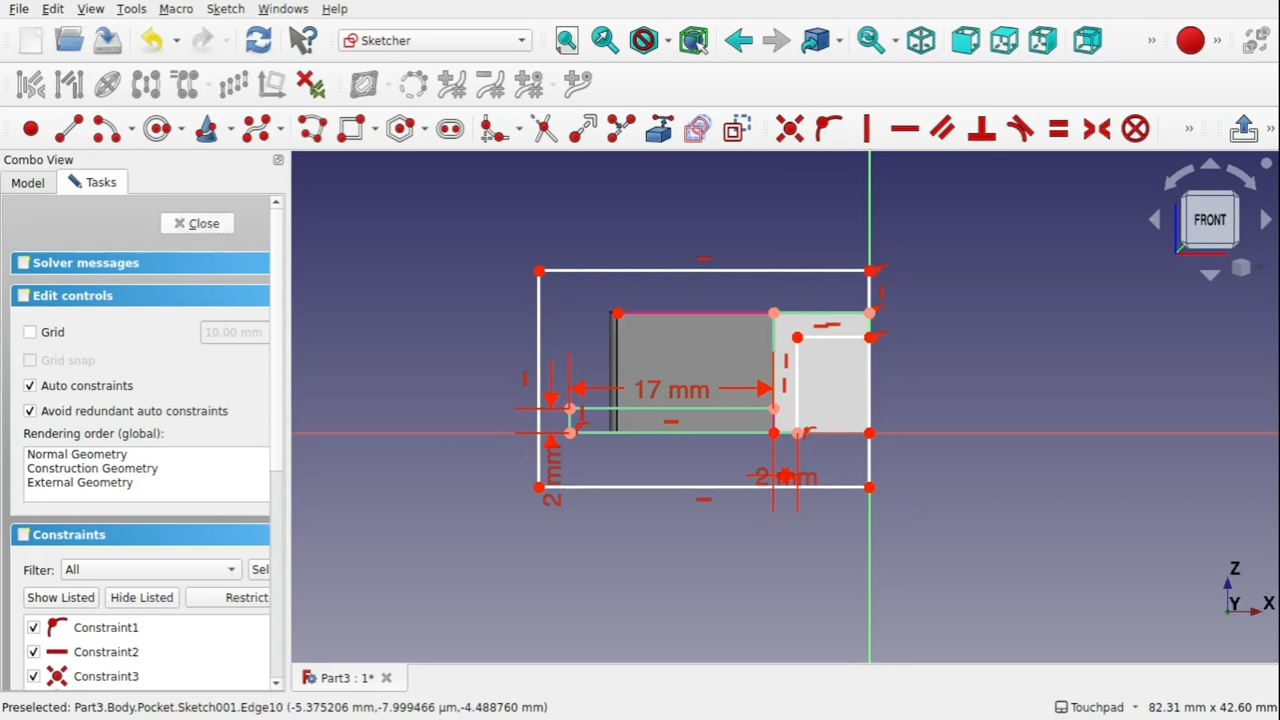 File Edit View Tools Macro Sketch Windows Help
Sketcher
Combo View
Model Tasks
Close
Solver messages
Edit controls
Grid 10.00 mm
Grid snap
Auto constraints
Avoid redundant auto constraints
Rendering order (global):
Normal Geometry
Construction Geometry
External Geometry
Constraints
Filter: All Sel
Show Listed Hide Listed Restrict
Constraint1
Constraint2
Constraint3
FRONT
17 mm
2 mm
2 mm
Z
Y X
Part3 : 1*
Preselected: Part3.Body.Pocket.Sketch001.Edge10 (-5.375206 mm,-7.999466 µm,-4.488760 mm) Touchpad 82.31 mm x 42.60 mm